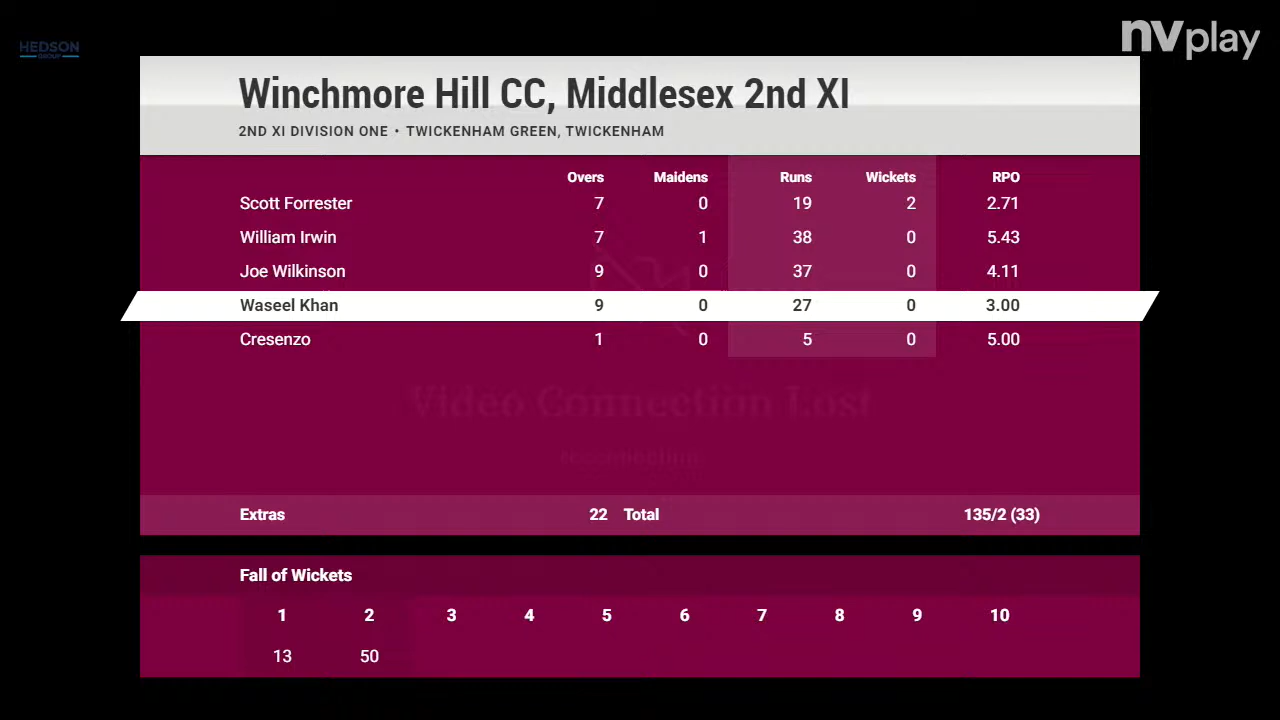 HEDSON
GROUP
nvplay
Winchmore Hill CC, Middlesex 2nd XI
2ND XI DIVISION ONE • TWICKENHAM GREEN, TWICKENHAM
Overs Maidens Runs Wickets RPO
Scott Forrester 7 0 19 2 2.71
William Irwin 7 1 38 0 5.43
Joe Wilkinson 9 0 37 0 4.11
Waseel Khan 9 0 27 0 3.00
Cresenzo 1 0 5 0 5.00
Video Connection Lost
Extras 22 Total 135/2 (33)
Fall of Wickets
1 2 3 4 5 6 7 8 9 10
13 50